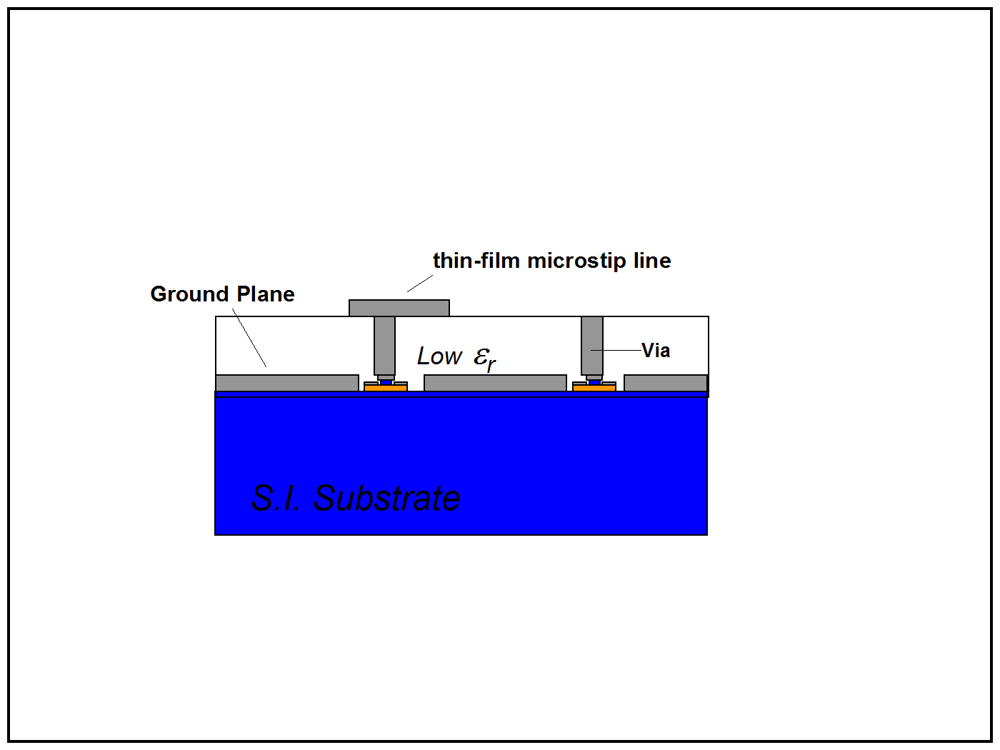 thin-film microstip line
Ground Plane
Low εr
Via
S.I. Substrate